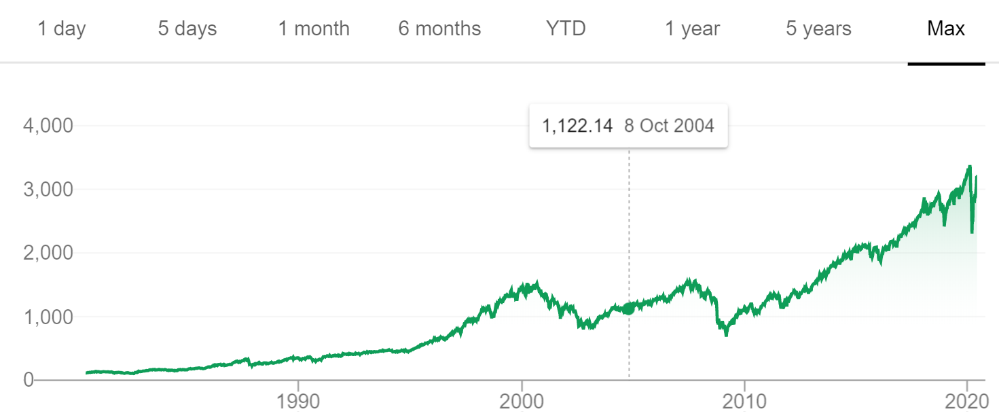 1 day 5 days 1 month 6 months YTD 1 year 5 years Max
1,122.14 8 Oct 2004
4,000
3,000
2,000
1,000
0
1990 2000 2010 2020